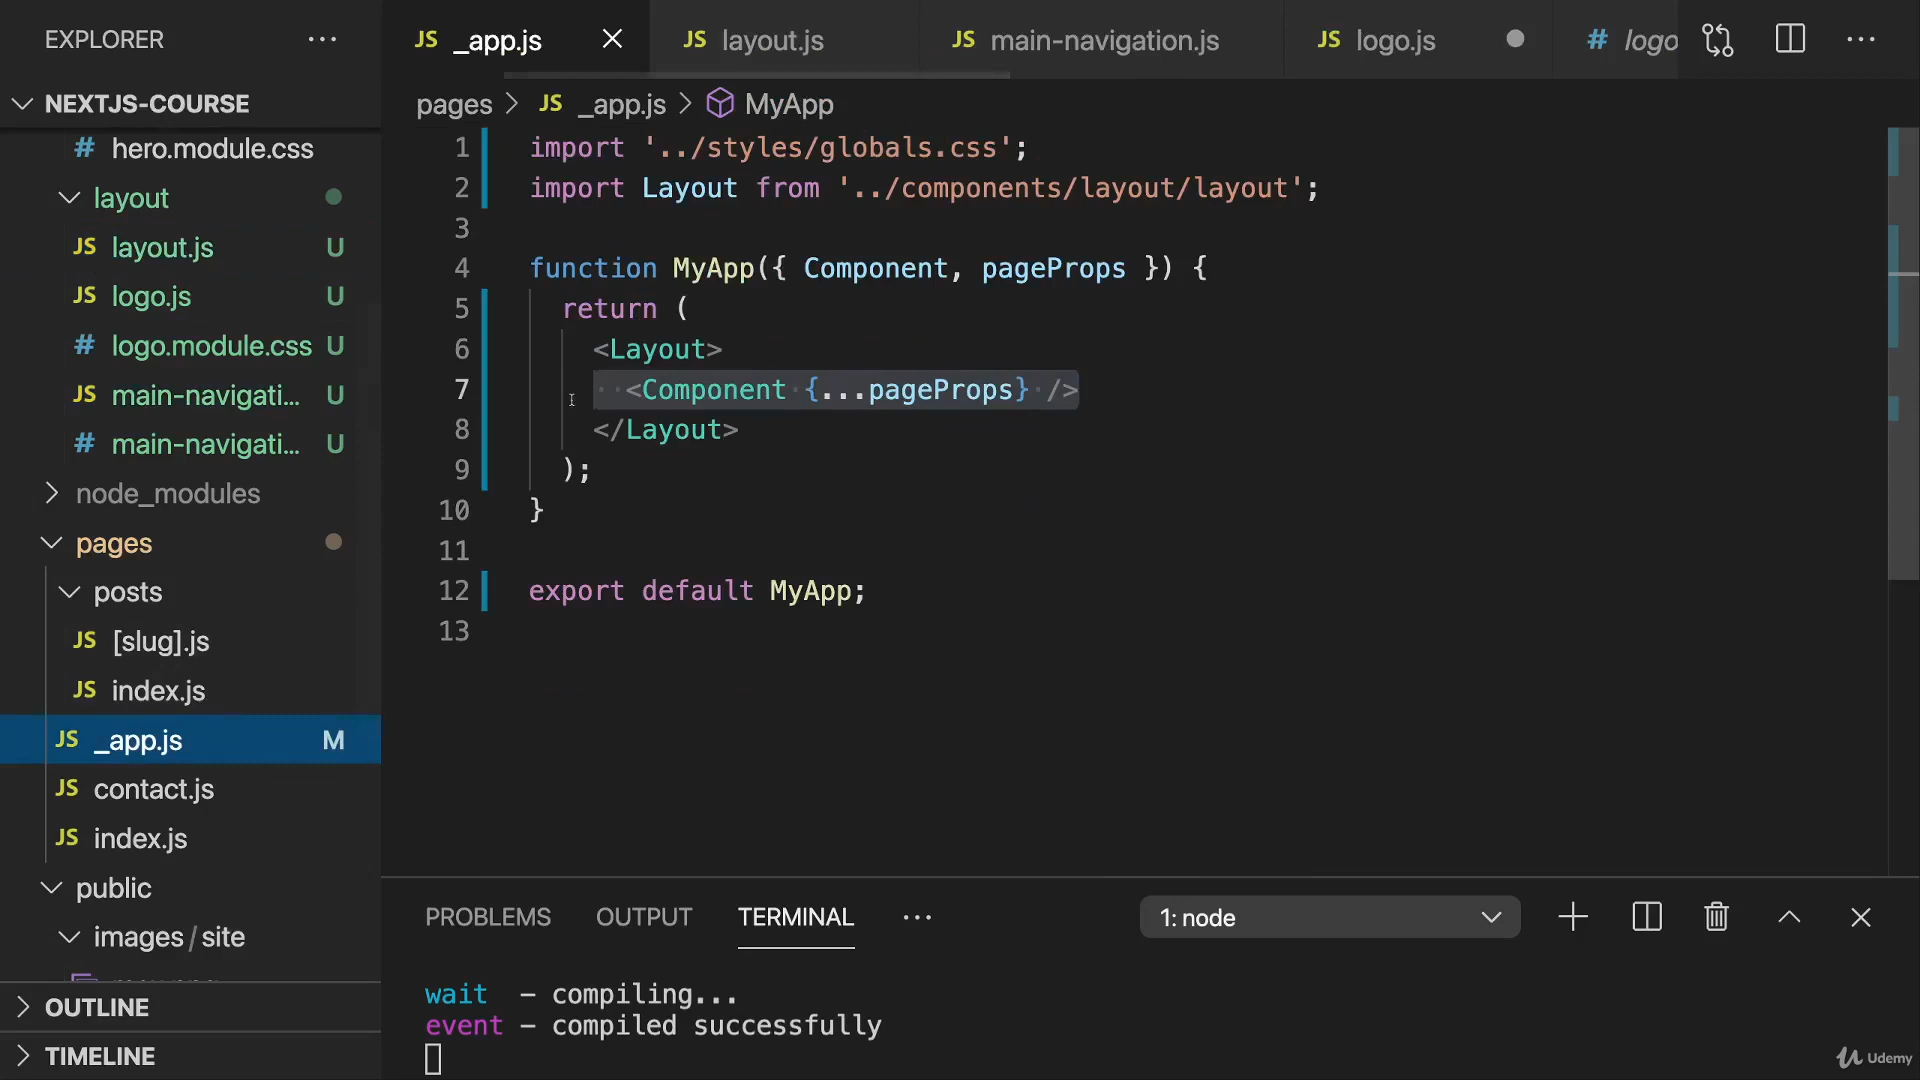 EXPLORER
NEXTJS-COURSE
# hero.module.css
layout
JS layout.js U
JS logo.js U
# logo.module.css U
JS main-navigati... U
# main-navigati... U
node_modules
pages
posts
JS [slug].js
JS index.js
JS _app.js M
JS contact.js
JS index.js
public
images/site
OUTLINE
TIMELINE
JS _app.js
JS layout.js
JS main-navigation.js
JS logo.js
# logo
pages > JS _app.js > MyApp
1 import '../styles/globals.css';
2 import Layout from '../components/layout/layout';
3
4 function MyApp({ Component, pageProps }) {
5 return (
6 <Layout>
7 <Component {...pageProps} />
8 </Layout>
9 );
10 }
11
12 export default MyApp;
13
PROBLEMS OUTPUT TERMINAL ...
1: node
wait - compiling...
event - compiled successfully
Udemy